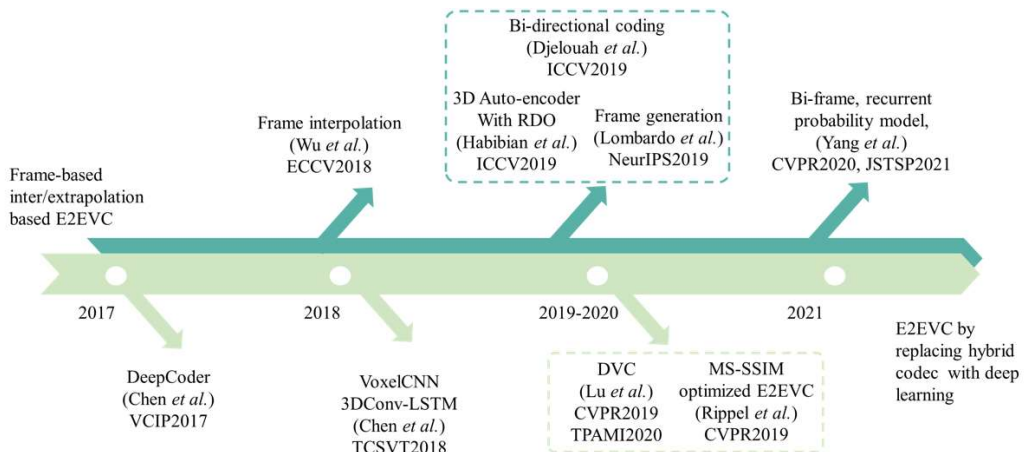 Bi-directional coding
(Djelouah et al.)
ICCV2019
3D Auto-encoder
With RDO
(Habibian et al.)
ICCV2019
Frame generation
(Lombardo et al.)
NeurIPS2019
Frame interpolation
(Wu et al.)
ECCV2018
Bi-frame, recurrent
probability model,
(Yang et al.)
CVPR2020, JSTSP2021
Frame-based
inter/extrapolation
based E2EVC
2017
2018
2019-2020
2021
E2EVC by
replacing hybrid
codec with deep
learning
DeepCoder
(Chen et al.)
VCIP2017
VoxelCNN
3DConv-LSTM
(Chen et al.)
TCSVT2018
DVC
(Lu et al.)
CVPR2019
TPAMI2020
MS-SSIM
optimized E2EVC
(Rippel et al.)
CVPR2019